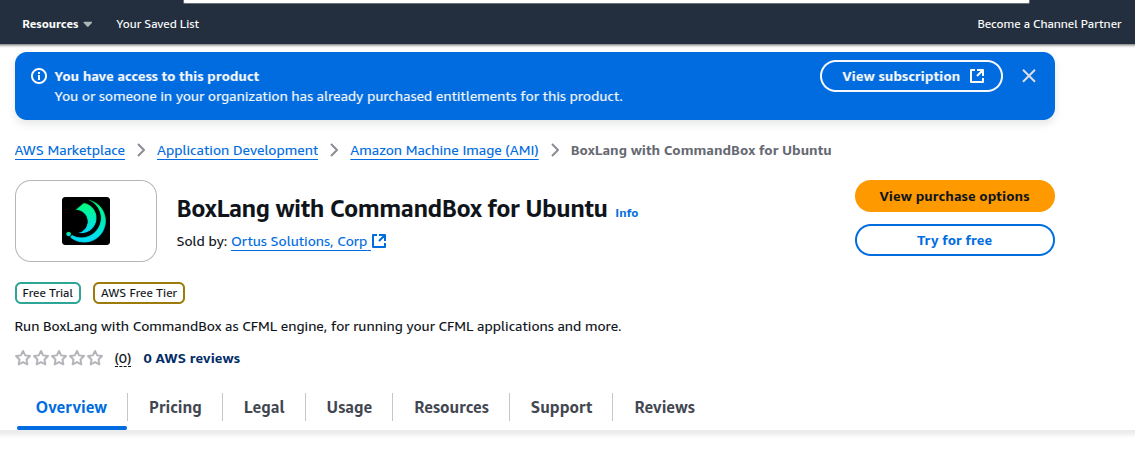 Resources Your Saved List Become a Channel Partner
You have access to this product
You or someone in your organization has already purchased entitlements for this product.
View subscription
AWS Marketplace > Application Development > Amazon Machine Image (AMI) > BoxLang with CommandBox for Ubuntu
BoxLang with CommandBox for Ubuntu Info
Sold by: Ortus Solutions, Corp
View purchase options
Try for free
Free Trial AWS Free Tier
Run BoxLang with CommandBox as CFML engine, for running your CFML applications and more.
(0) 0 AWS reviews
Overview Pricing Legal Usage Resources Support Reviews